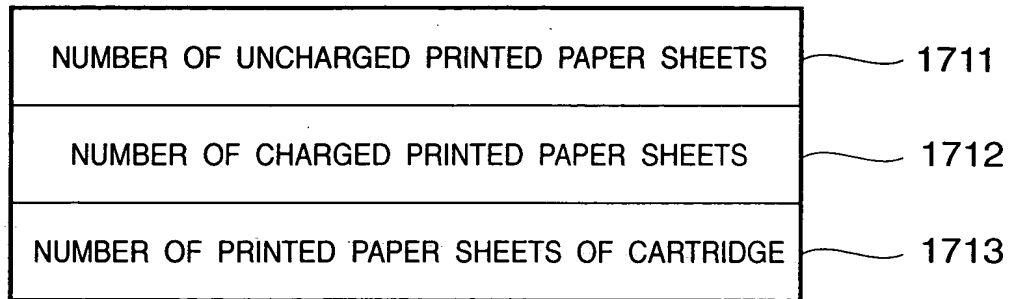 NUMBER OF UNCHARGED PRINTED PAPER SHEETS 1711
NUMBER OF CHARGED PRINTED PAPER SHEETS 1712
NUMBER OF PRINTED PAPER SHEETS OF CARTRIDGE 1713